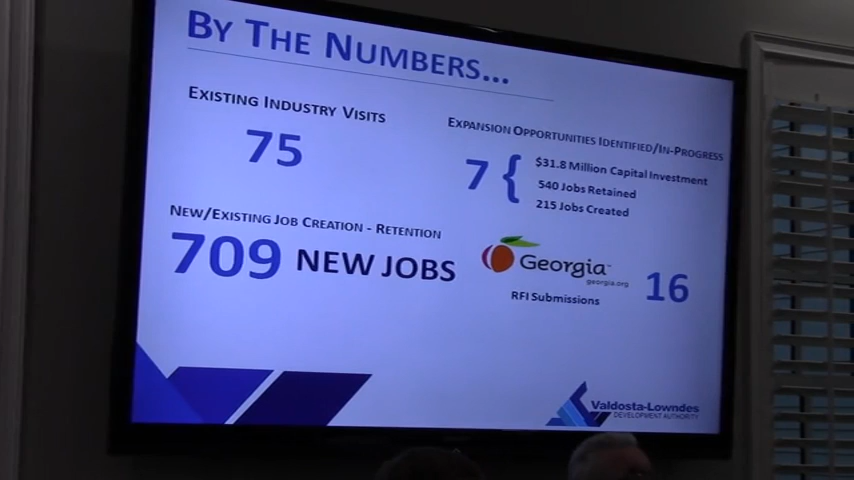 BY THE NUMBERS...
EXISTING INDUSTRY VISITS
75
EXPANSION OPPORTUNITIES IDENTIFIED/IN-PROGRESS
7 {
$31.8 Million Capital Investment
540 Jobs Retained
215 Jobs Created
NEW/EXISTING JOB CREATION - RETENTION
709 NEW JOBS
Georgia™
georgia.org
RFI Submissions
16
Valdosta-Lowndes
DEVELOPMENT AUTHORITY